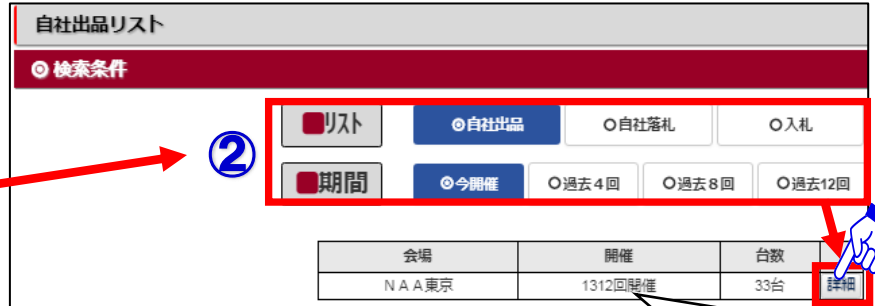 自社出品リスト
◎検索条件
② ■リスト ◎自社出品 ○自社落札 ○入札
■期間 ◎今開催 ○過去4回 ○過去8回 ○過去12回
会場 開催 台数
NAA東京 1312回開催 33台 詳細